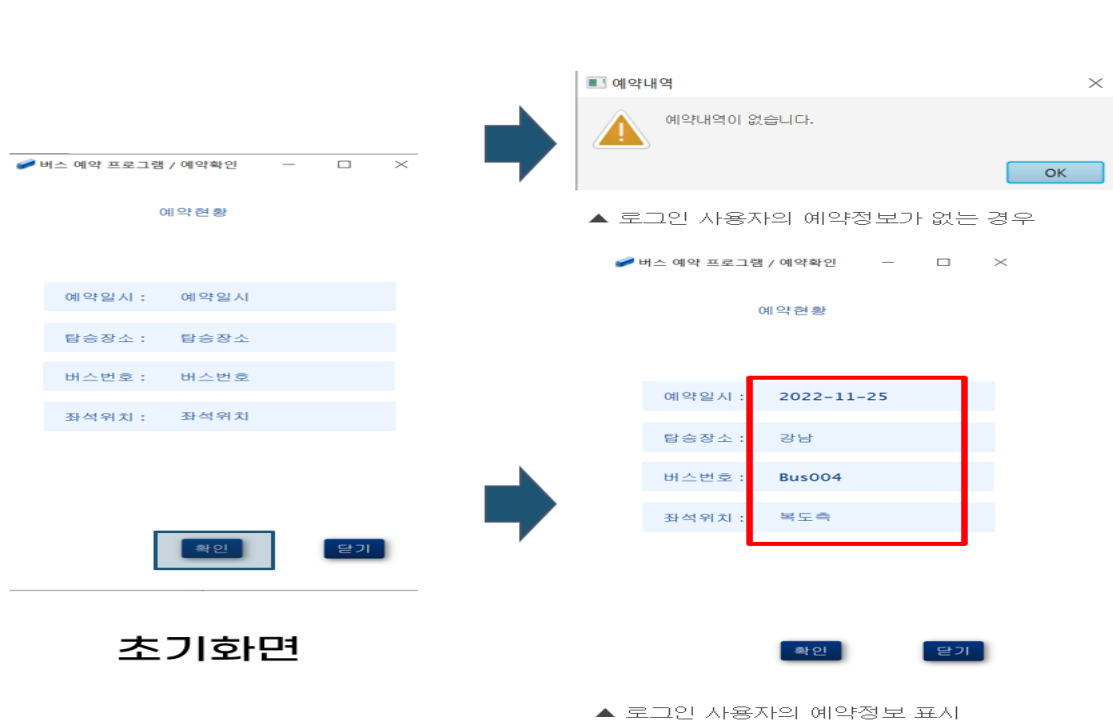 버스 예약 프로그램 / 예약확인
예약현황
예약일시 : 예약일시
탑승장소 : 탑승장소
버스번호 : 버스번호
좌석위치 : 좌석위치
확인
닫기
초기화면
예약내역
예약내역이 없습니다.
OK
▲ 로그인 사용자의 예약정보가 없는 경우
버스 예약 프로그램 / 예약확인
예약현황
예약일시 : 2022-11-25
탑승장소 : 강남
버스번호 : Bus004
좌석위치 : 복도측
확인
닫기
▲ 로그인 사용자의 예약정보 표시